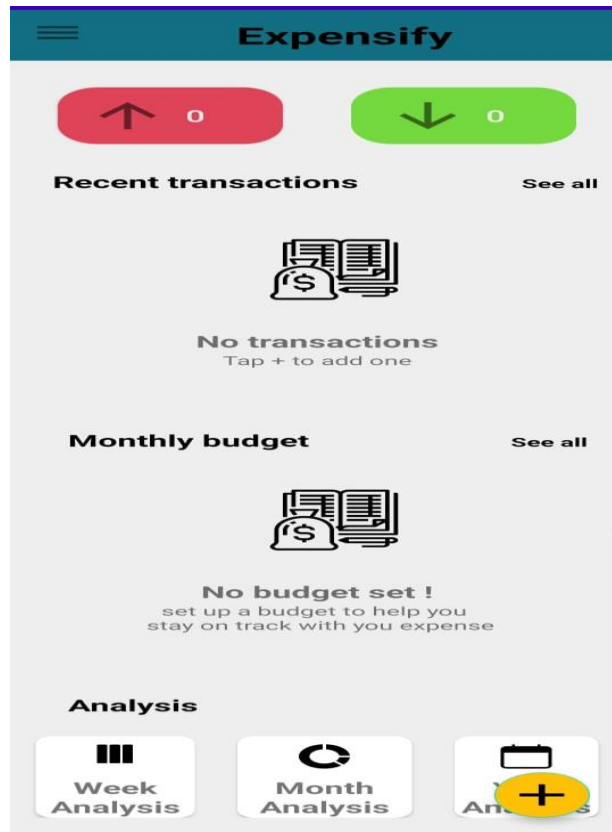 Expensify
0
0
Recent transactions
See all
$
No transactions
Tap + to add one
Monthly budget
See all
$
No budget set !
set up a budget to help you
stay on track with you expense
Analysis
Week
Analysis
Month
Analysis
+